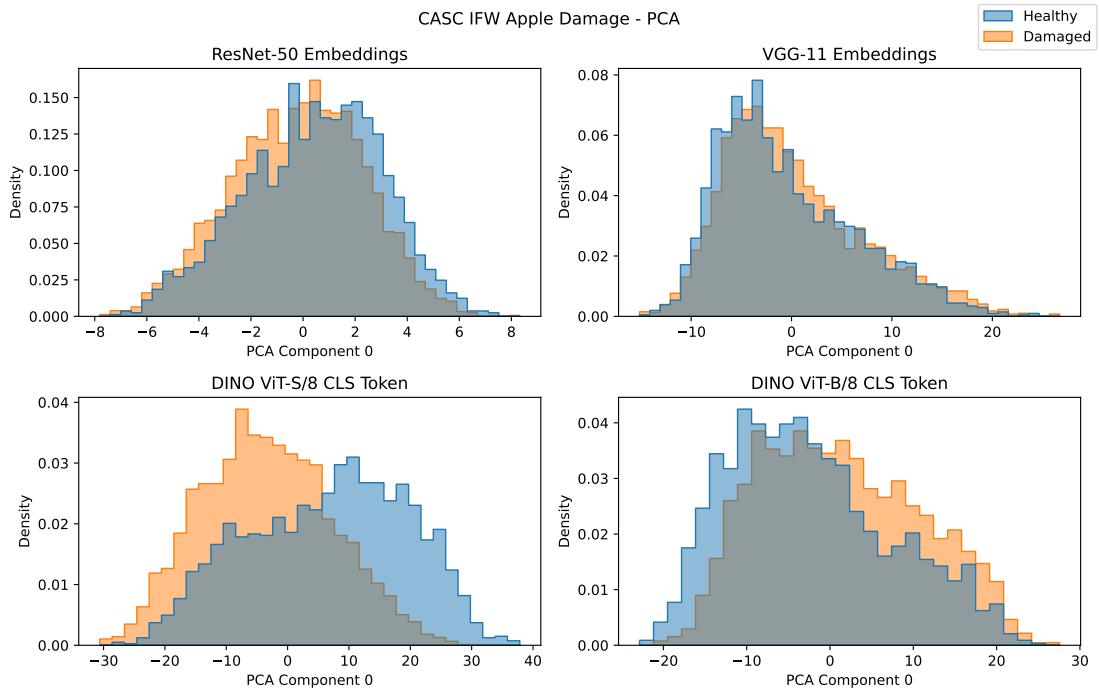 CASC IFW Apple Damage - PCA
Healthy
Damaged
ResNet-50 Embeddings
0.150
0.125
0.100
0.075
0.050
0.025
0.000
Density
−8 −6 −4 −2 0 2 4 6 8
PCA Component 0
VGG-11 Embeddings
0.08
0.06
0.04
0.02
0.00
Density
−10 0 10 20
PCA Component 0
DINO ViT-S/8 CLS Token
0.04
0.03
0.02
0.01
0.00
Density
−30 −20 −10 0 10 20 30 40
PCA Component 0
DINO ViT-B/8 CLS Token
0.04
0.03
0.02
0.01
0.00
Density
−20 −10 0 10 20 30
PCA Component 0